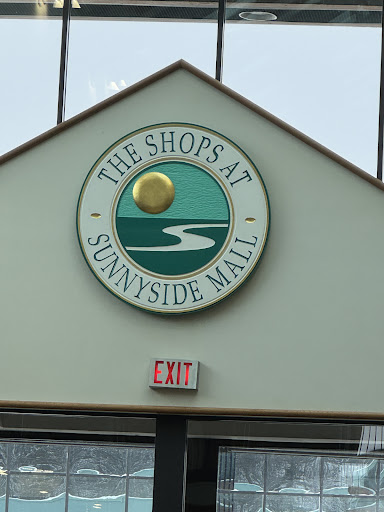 THE SHOPS AT
SUNNYSIDE MALL
EXIT